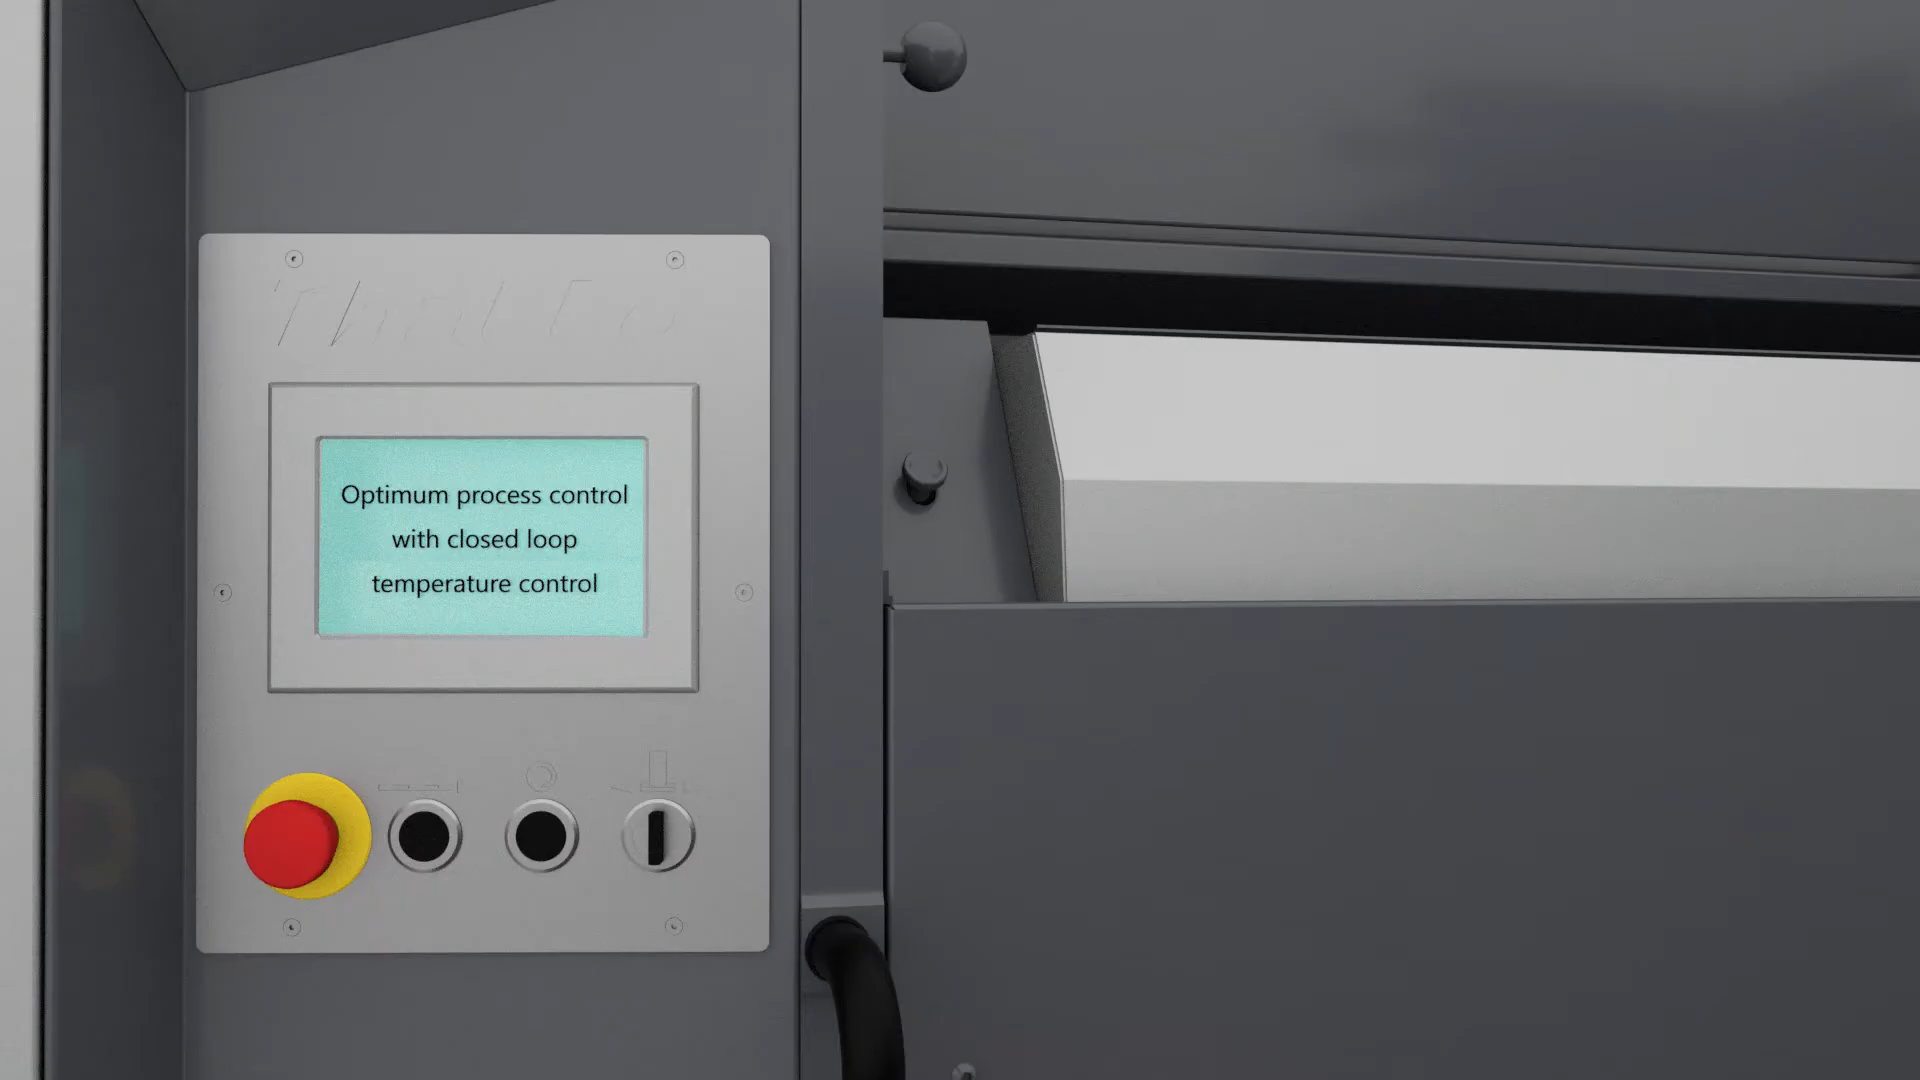 Optimum process control
with closed loop
temperature control